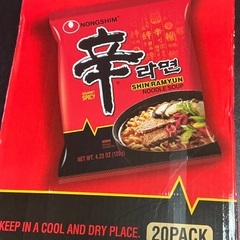 NONGSHIM
辛
라면
GOURMET
SPICY
SHIN RAMYUN
NOODLE SOUP
NET WT. 4.23 OZ (120g)
KEEP IN A COOL AND DRY PLACE.
20PACK